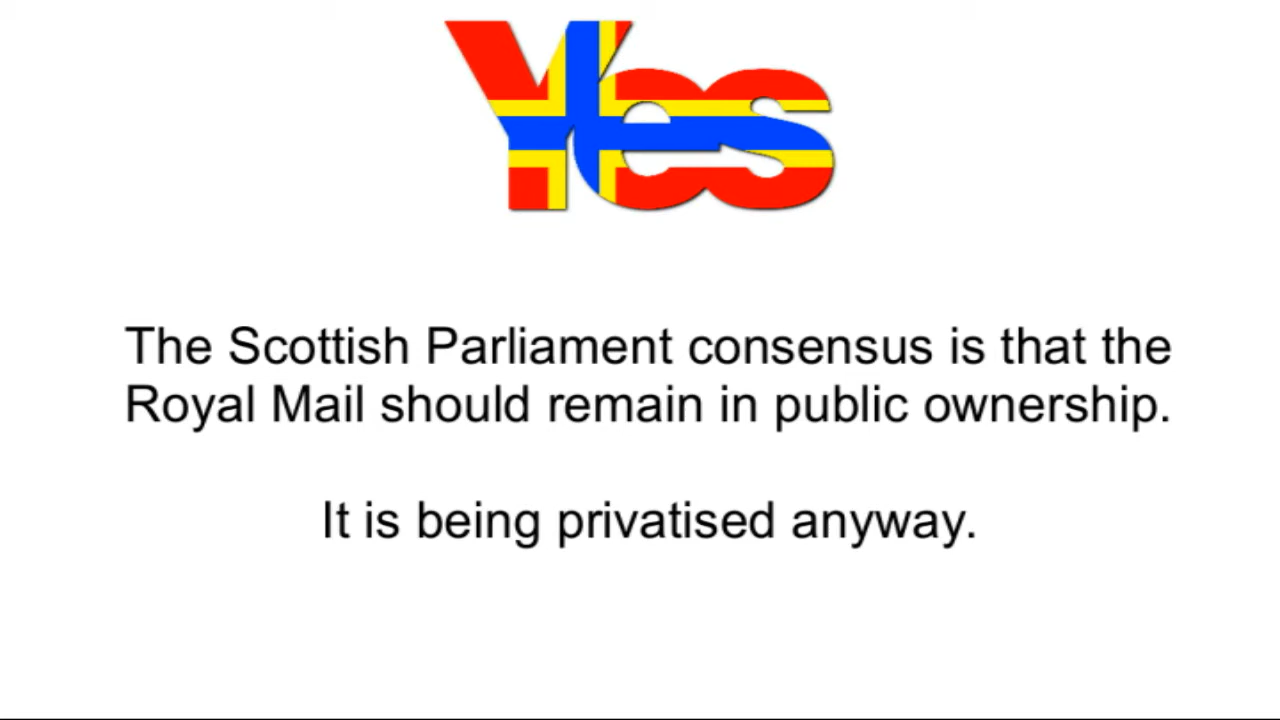 Yes
The Scottish Parliament consensus is that the
Royal Mail should remain in public ownership.
It is being privatised anyway.